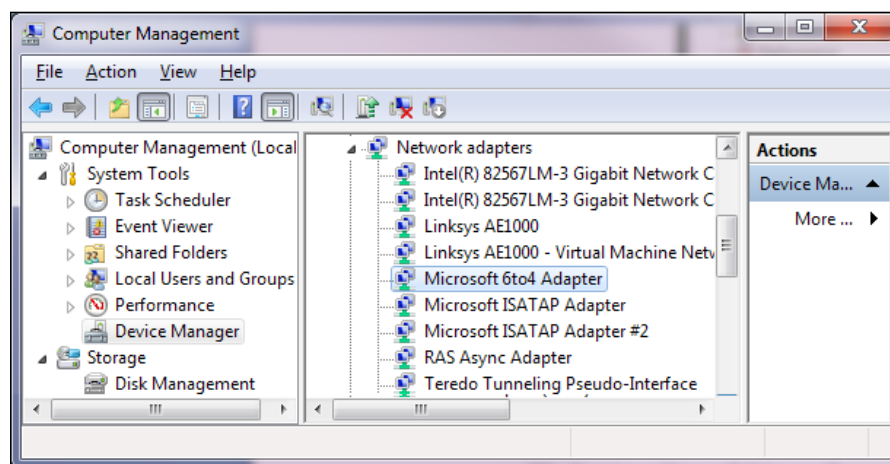 Computer Management
File Action View Help
Computer Management (Local
System Tools
Task Scheduler
Event Viewer
Shared Folders
Local Users and Groups
Performance
Device Manager
Storage
Disk Management
Network adapters
Intel(R) 82567LM-3 Gigabit Network C
Intel(R) 82567LM-3 Gigabit Network C
Linksys AE1000
Linksys AE1000 - Virtual Machine Netw
Microsoft 6to4 Adapter
Microsoft ISATAP Adapter
Microsoft ISATAP Adapter #2
RAS Async Adapter
Teredo Tunneling Pseudo-Interface
Actions
Device Ma...
More ...